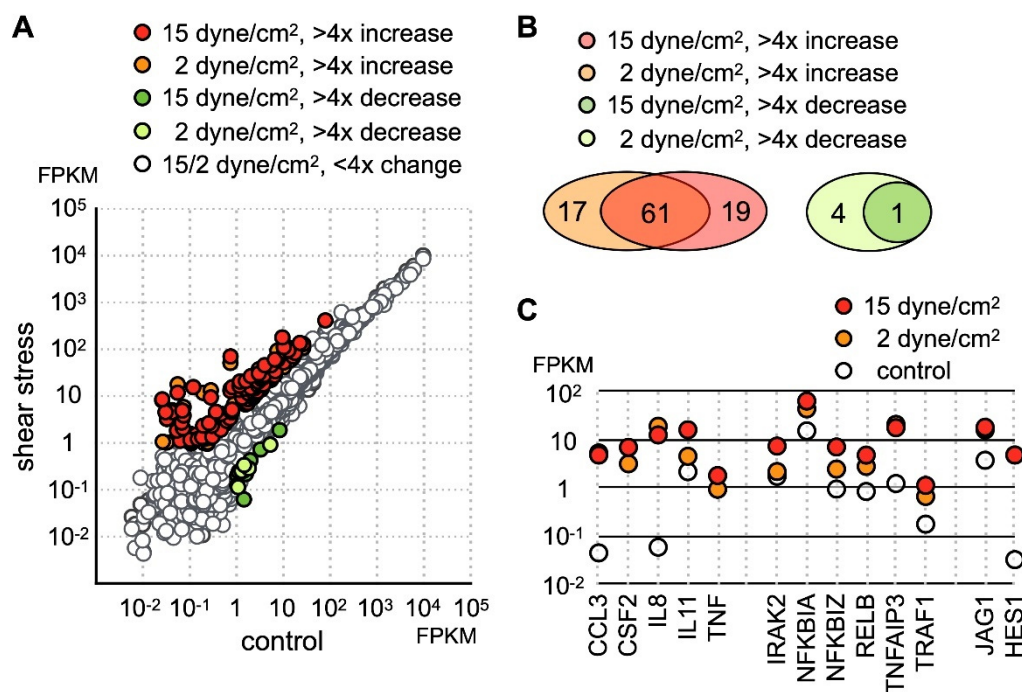 A
15 dyne/cm², >4x increase
2 dyne/cm², >4x increase
15 dyne/cm², >4x decrease
2 dyne/cm², >4x decrease
15/2 dyne/cm², <4x change
FPKM
10⁵
10⁴
10³
10²
10
1
10⁻¹
10⁻²
shear stress
10⁻² 10⁻¹ 1 10 10² 10³ 10⁴ 10⁵
control
FPKM
B
15 dyne/cm², >4x increase
2 dyne/cm², >4x increase
15 dyne/cm², >4x decrease
2 dyne/cm², >4x decrease
17 61 19 4 1
C
15 dyne/cm²
2 dyne/cm²
control
FPKM
10²
10
1
10⁻¹
10⁻²
CCL3
CSF2
IL8
IL11
TNF
IRAK2
NFKBIA
NFKBIZ
RELB
TNFAIP3
TRAF1
JAG1
HES1